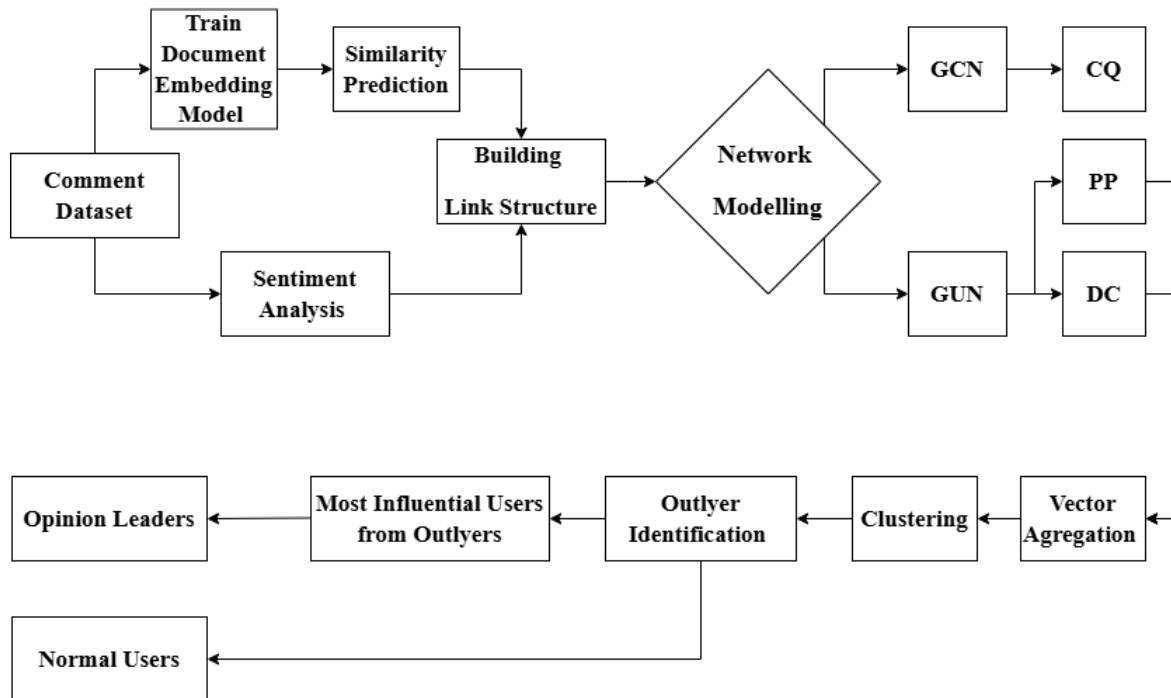 Train
Document
Embedding
Model
Similarity
Prediction
GCN
CQ
Comment
Dataset
Building
Link Structure
Network
Modelling
PP
Sentiment
Analysis
GUN
DC
Opinion Leaders
Most Influential Users
from Outlyers
Outlyer
Identification
Clustering
Vector
Agregation
Normal Users